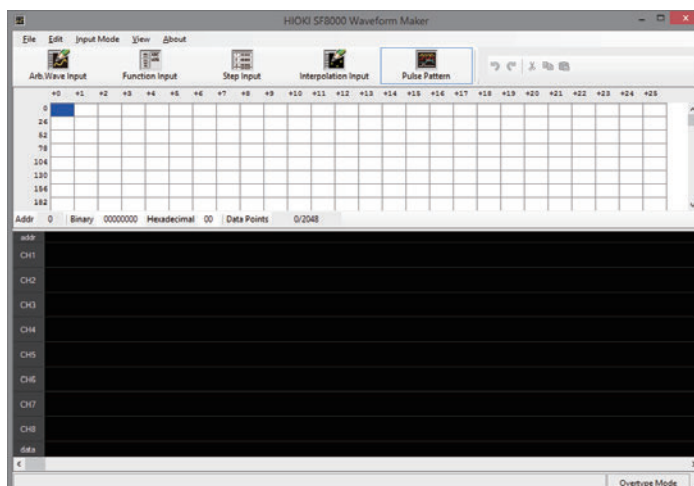 HIOKI SF8000 Waveform Maker
File Edit Input Mode View About
Arb.Wave Input Function Input Step Input Interpolation Input Pulse Pattern
+0 +1 +2 +3 +4 +5 +6 +7 +8 +9 +10 +11 +12 +13 +14 +15 +16 +17 +18 +19 +20 +21 +22 +23 +24 +25
0
26
52
78
104
130
156
182
Addr 0 Binary 00000000 Hexadecimal 00 Data Points 0/2048
addr
CH1
CH2
CH3
CH4
CH5
CH6
CH7
CH8
data
Overtype Mode